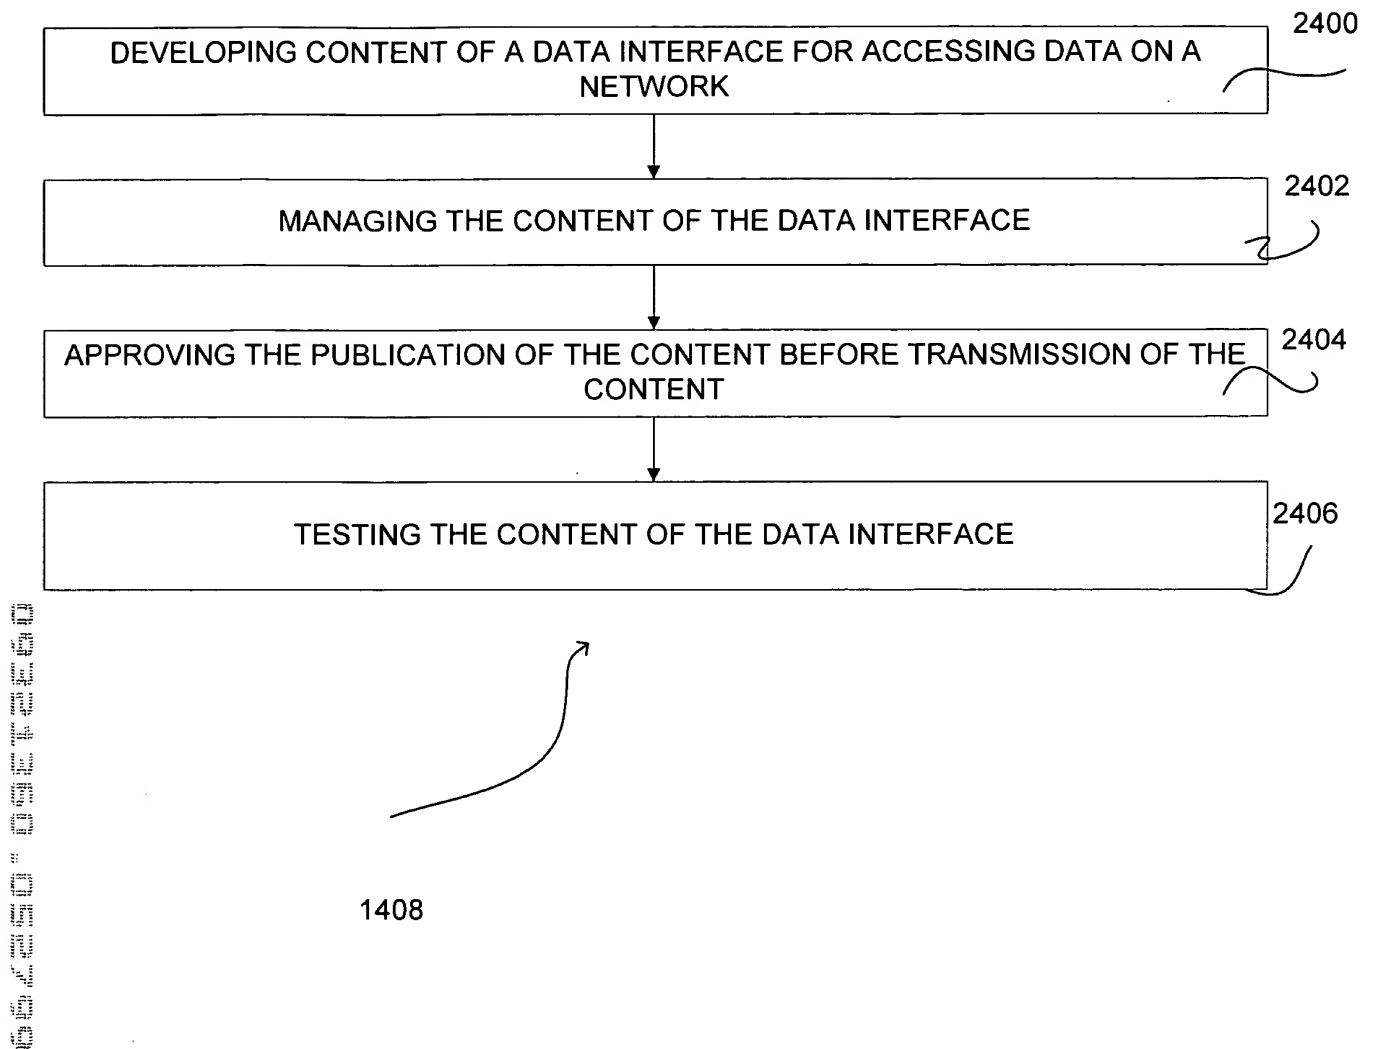 2400
DEVELOPING CONTENT OF A DATA INTERFACE FOR ACCESSING DATA ON A
NETWORK
2402
MANAGING THE CONTENT OF THE DATA INTERFACE
2404
APPROVING THE PUBLICATION OF THE CONTENT BEFORE TRANSMISSION OF THE
CONTENT
2406
TESTING THE CONTENT OF THE DATA INTERFACE
1408